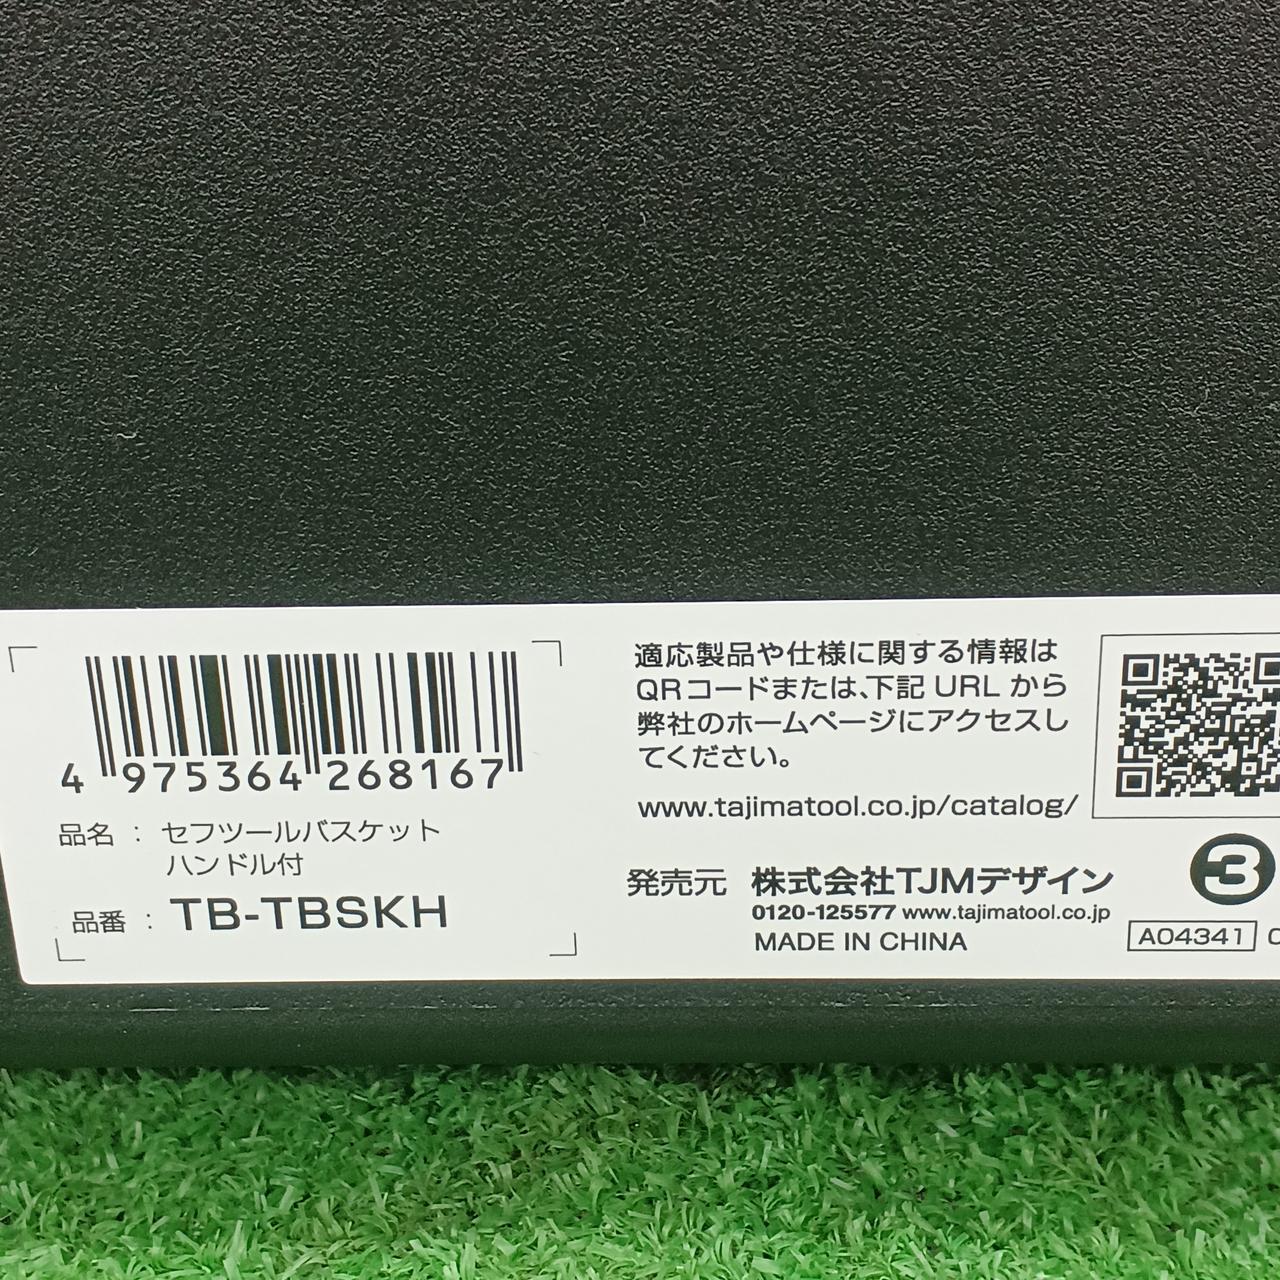 4 975364 268167
品名 : セフツールバスケット
ハンドル付
品番 : TB-TBSKH
適応製品や仕様に関する情報は
QRコードまたは、下記 URL から
弊社のホームページにアクセスし
てください。
www.tajimatool.co.jp/catalog/
発売元 株式会社TJMデザイン
0120-125577 www.tajimatool.co.jp
MADE IN CHINA
3
A04341